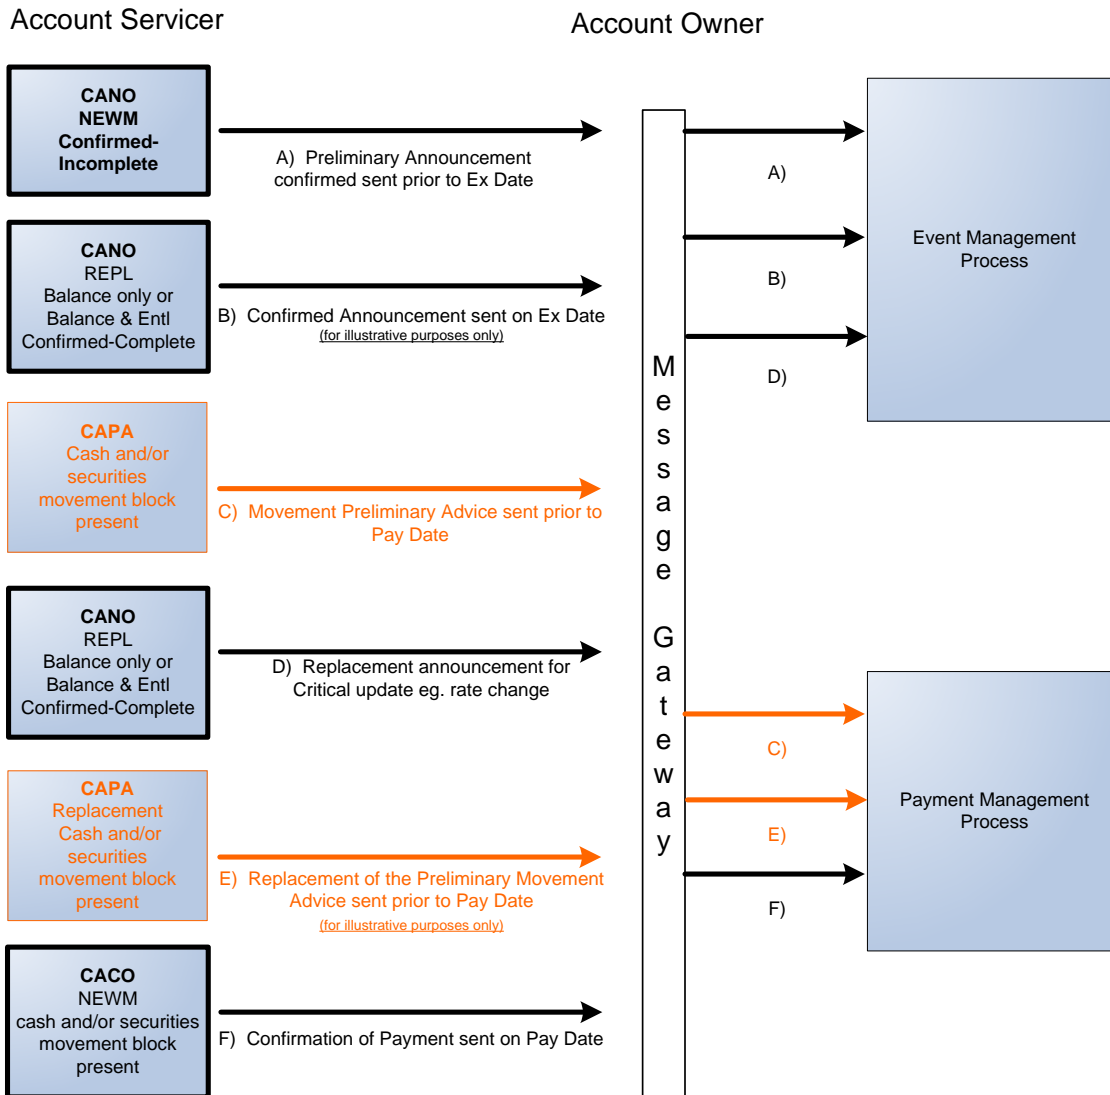 Account Servicer
Account Owner
CANO
NEWM
Confirmed-
Incomplete
A) Preliminary Announcement
confirmed sent prior to Ex Date
A)
CANO
REPL
Balance only or
Balance & Entl
Confirmed-Complete
B) Confirmed Announcement sent on Ex Date
(for illustrative purposes only)
B)
D)
Event Management
Process
CAPA
Cash and/or
securities
movement block
present
C) Movement Preliminary Advice sent prior to
Pay Date
Message Gateway
CANO
REPL
Balance only or
Balance & Entl
Confirmed-Complete
D) Replacement announcement for
Critical update eg. rate change
C)
CAPA
Replacement
Cash and/or
securities
movement block
present
E) Replacement of the Preliminary Movement
Advice sent prior to Pay Date
(for illustrative purposes only)
E)
F)
Payment Management
Process
CACO
NEWM
cash and/or securities
movement block
present
F) Confirmation of Payment sent on Pay Date